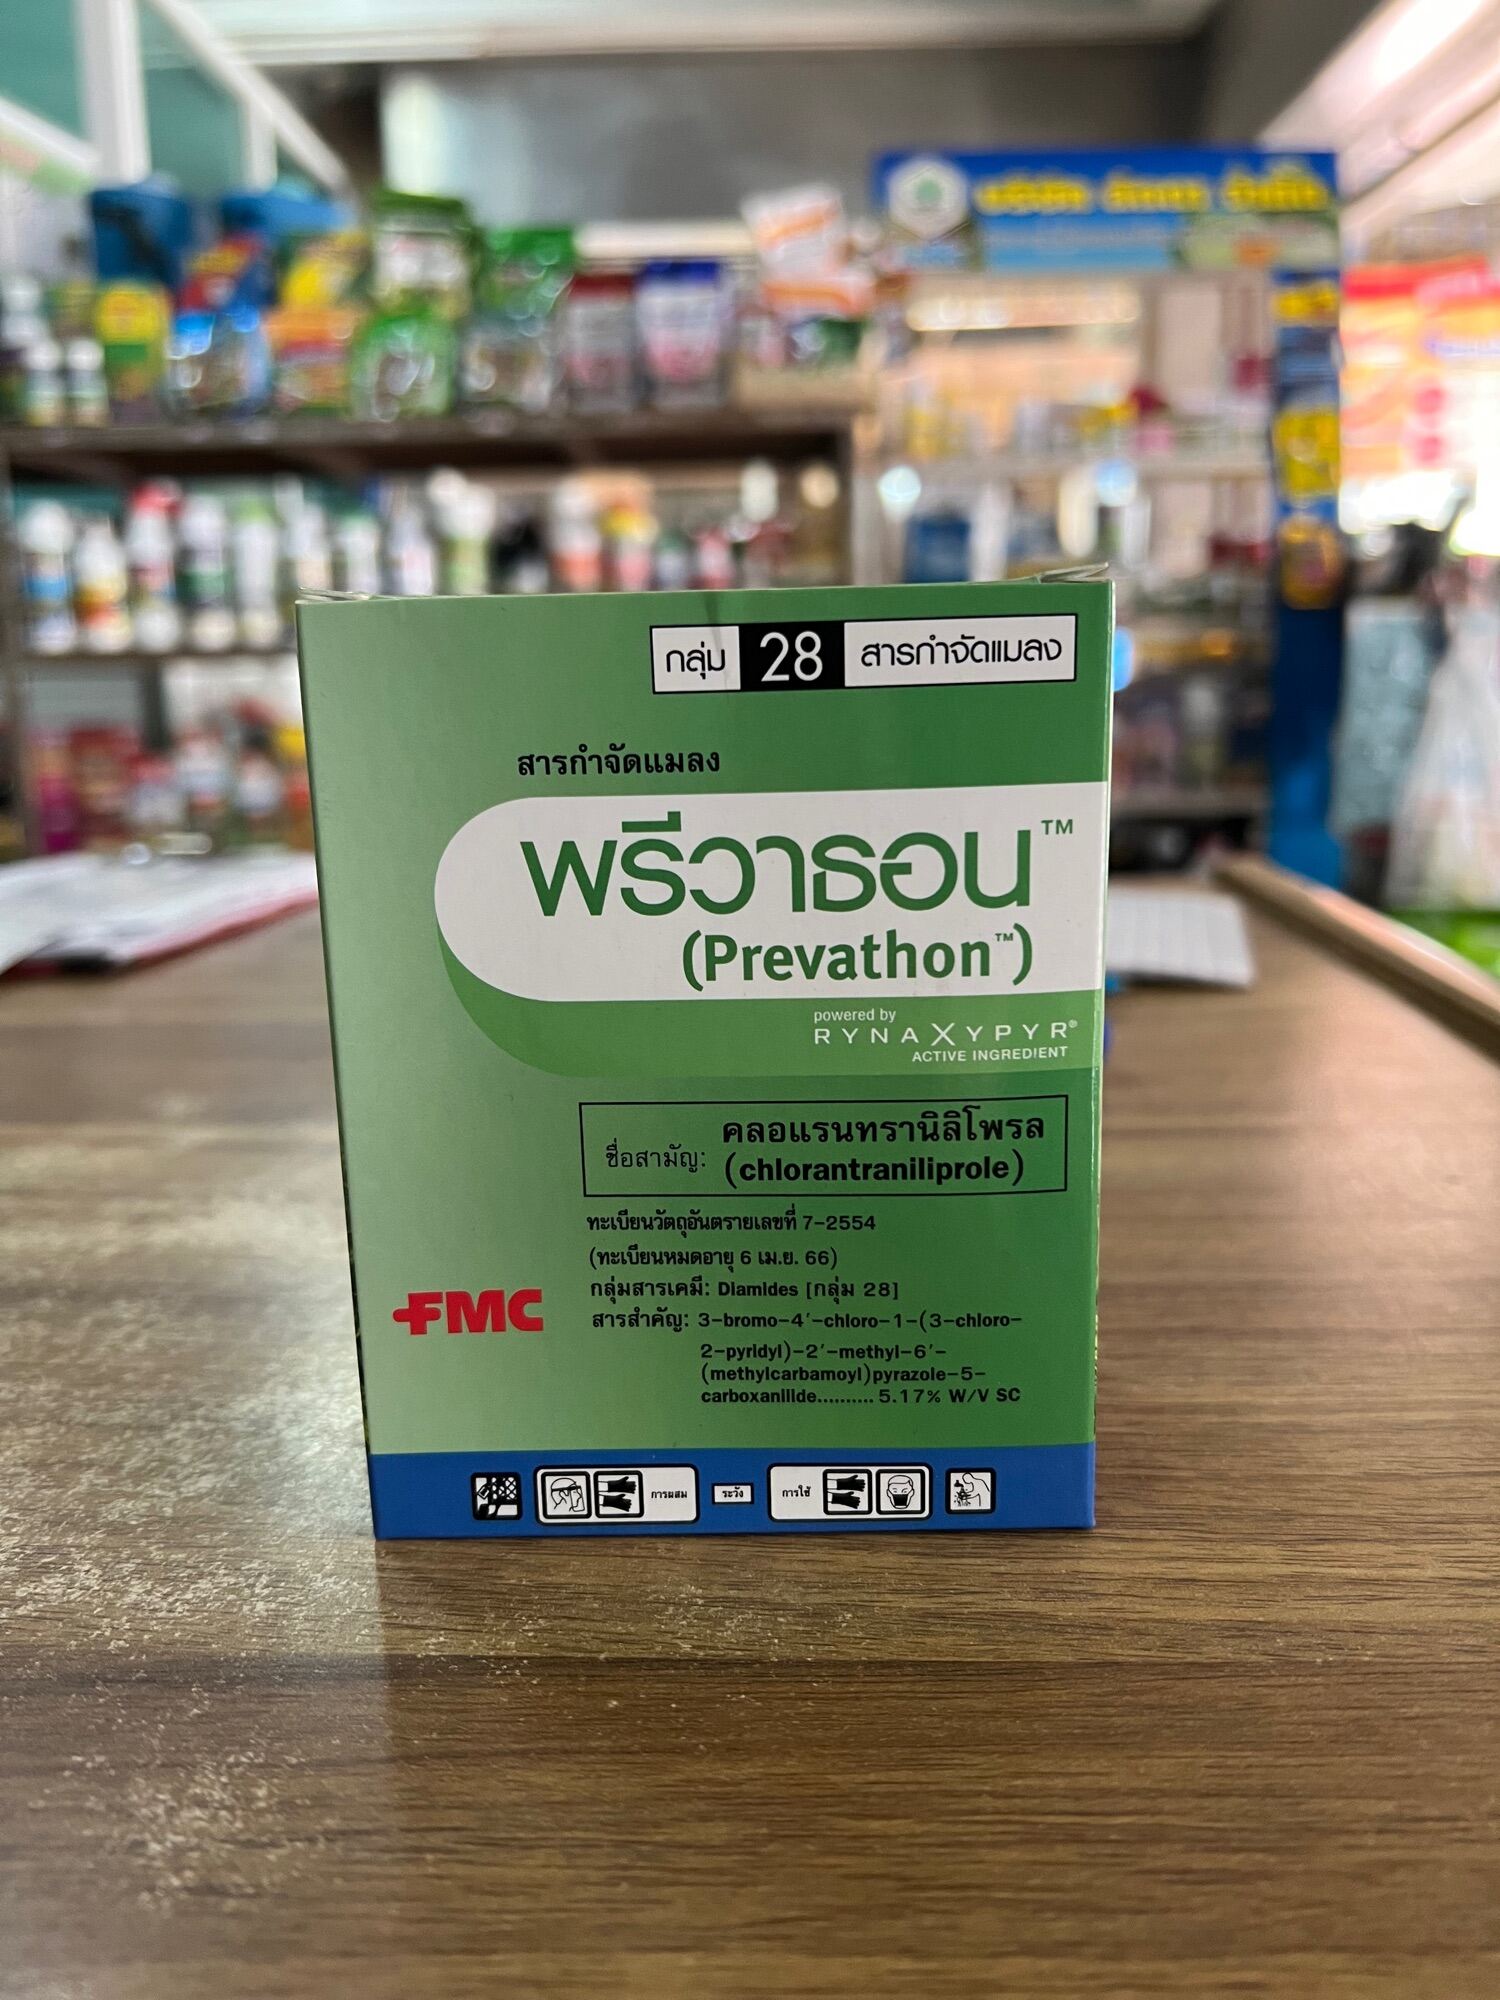 กลุ่ม 28 สารกำจัดแมลง
สารกำจัดแมลง
พรีวาธอน™
(Prevathon™)
powered by
RYNAXYPYR®
ACTIVE INGREDIENT
ชื่อสามัญ: คลอแรนทรานิลิโพรล
(chlorantraniliprole)
ทะเบียนวัตถุอันตรายเลขที่ 7-2554
(ทะเบียนหมดอายุ 6 เม.ย. 66)
กลุ่มสารเคมี: Diamides [กลุ่ม 28]
สารสำคัญ: 3-bromo-4'-chloro-1-(3-chloro-
2-pyridyl)-2'-methyl-6'-
(methylcarbamoyl)pyrazole-5-
carboxanilide.......... 5.17% W/V SC
FMC
การผสม ระวัง การใช้